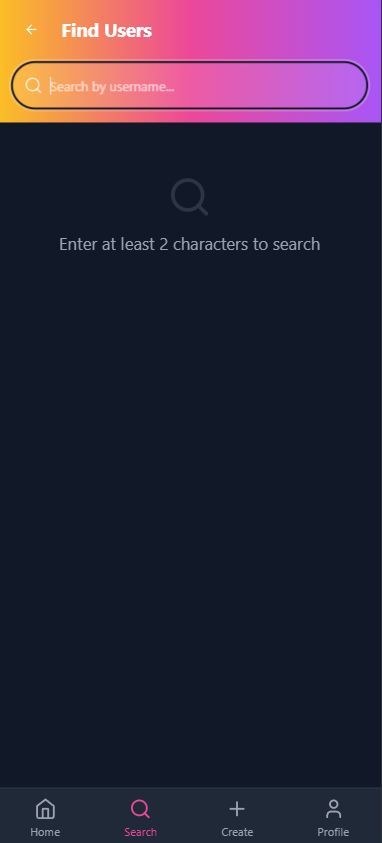 Find Users
Search by username...
Enter at least 2 characters to search
Home
Search
Create
Profile